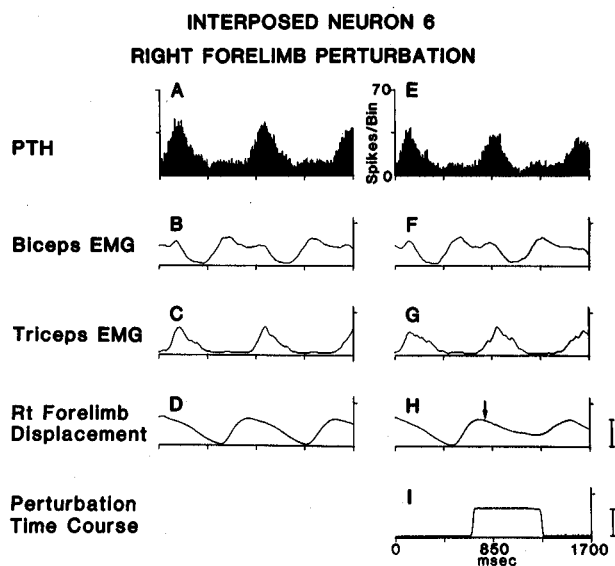 INTERPOSED NEURON 6
RIGHT FORELIMB PERTURBATION
A
E
70
Spikes/Bin
0
PTH
B
F
Biceps EMG
C
G
Triceps EMG
D
H
Rt Forelimb
Displacement
I
Perturbation
Time Course
0
850
1700
msec